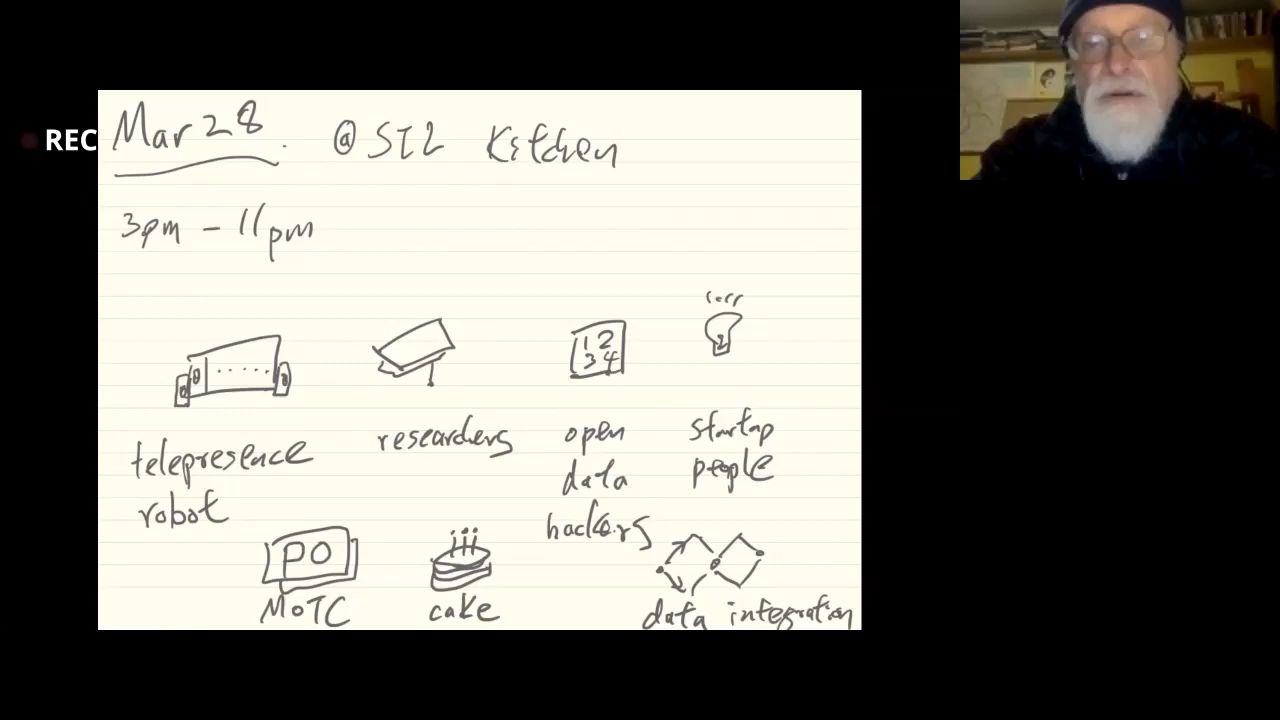 REC
Mar 28 @ SI2 Kitchen
3pm - 11pm
1 2
3 4
telepresence
robot
researchers
open
data
hackers
startup
people
PO
MoTC
cake
data integration